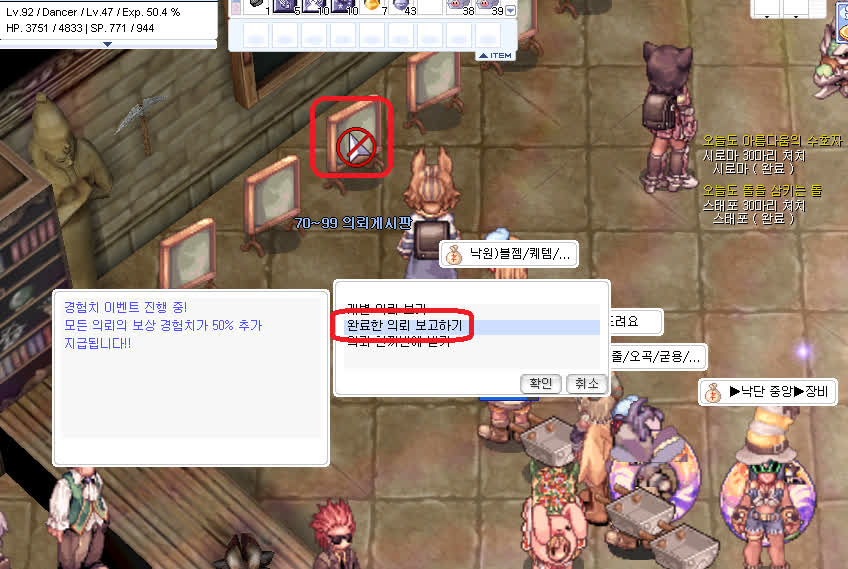 Lv.92 / Dancer / Lv.47 / Exp. 50.4 %
HP. 3751 / 4833 | SP. 771 / 944
1 5 10 10 7 43 38 39
ITEM
오늘도 아름다움의 수호자
시로마 30마리 처치
시로마 ( 완료 )
오늘도 돌을 삼키는 돌
스태포 30마리 처치
스태포 ( 완료 )
70~99 의뢰게시판
낙원)불젬/퀘템/...
경험치 이벤트 진행 중!
모든 의뢰의 보상 경험치가 50% 추가
지급됩니다!!
개별 의뢰 보기
완료한 의뢰 보고하기
의뢰 한꺼번에 받기
확인
취소
드려요
줄/오곡/굳용/...
▶낙단 중앙▶장비